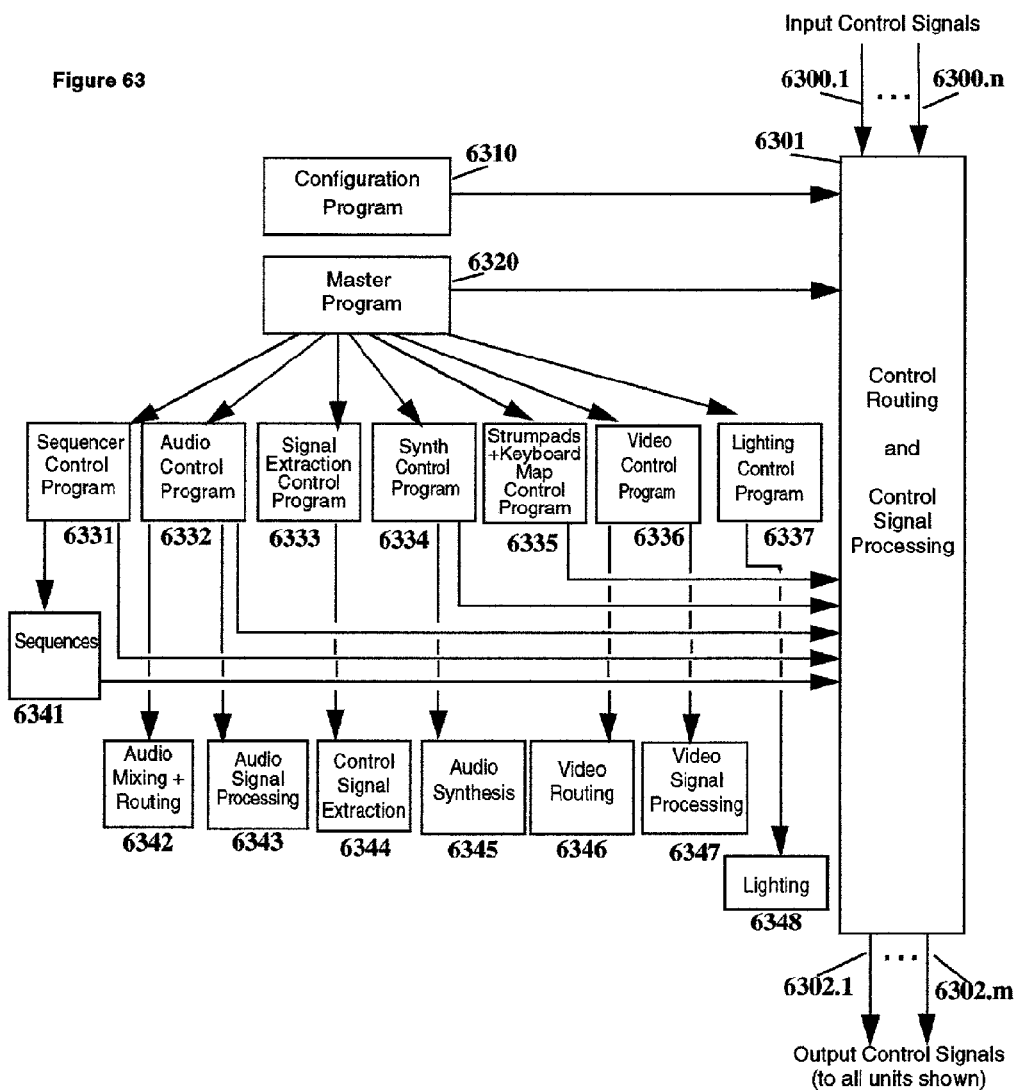 Input Control Signals
Figure 63
6300.1
...
6300.n
6301
6310
Configuration
Program
6320
Master
Program
Control
Routing
and
Control
Signal
Processing
Sequencer
Control
Program
6331
Audio
Control
Program
6332
Signal
Extraction
Control
Program
6333
Synth
Control
Program
6334
Strumpads
+Keyboard
Map
Control
Program
6335
Video
Control
Program
6336
Lighting
Control
Program
6337
Sequences
6341
Audio
Mixing +
Routing
6342
Audio
Signal
Processing
6343
Control
Signal
Extraction
6344
Audio
Synthesis
6345
Video
Routing
6346
Video
Signal
Processing
6347
Lighting
6348
6302.1
...
6302.m
Output Control Signals
(to all units shown)